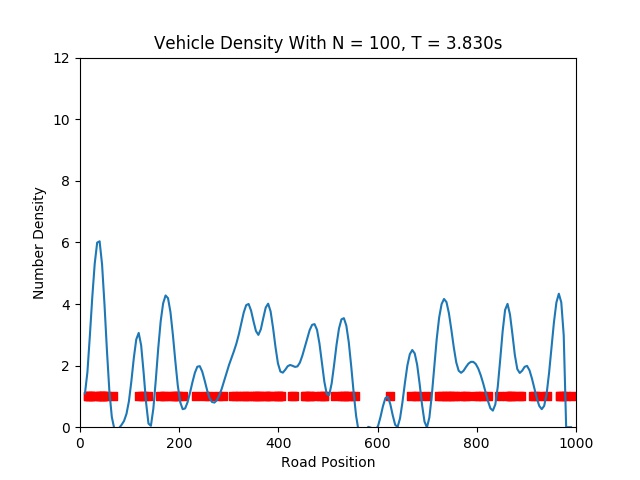 Vehicle Density With N = 100, T = 3.830s
12
10
8
6
4
2
0
Number Density
0 200 400 600 800 1000
Road Position